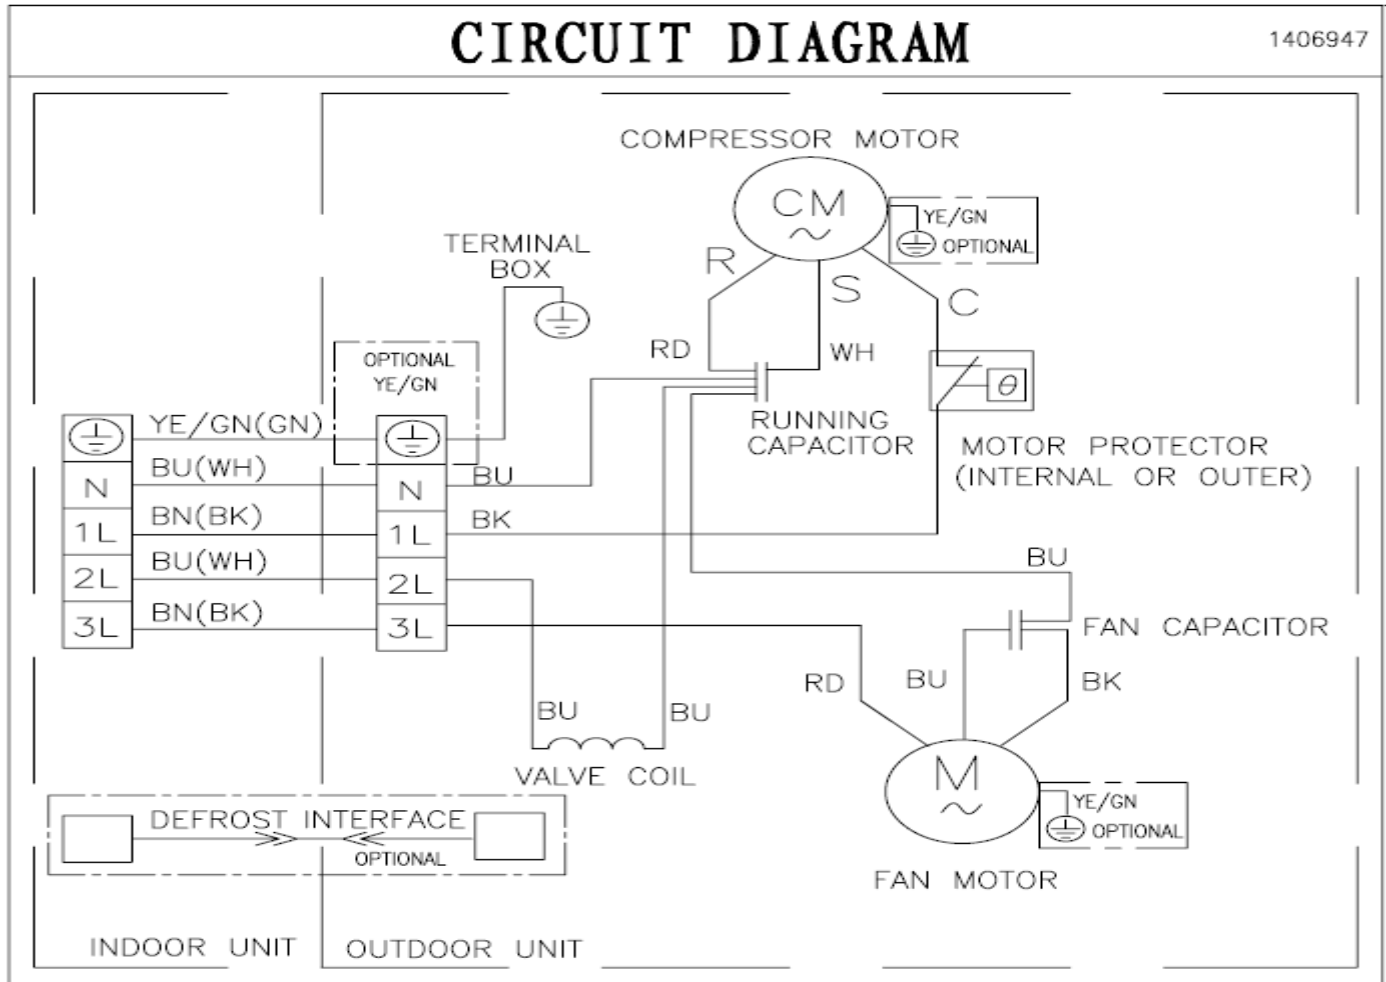 CIRCUIT DIAGRAM
1406947
COMPRESSOR MOTOR
CM
YE/GN
OPTIONAL
R
S
C
TERMINAL
BOX
RD
WH
θ
OPTIONAL
YE/GN
RUNNING
CAPACITOR
MOTOR PROTECTOR
(INTERNAL OR OUTER)
YE/GN(GN)
N
BU(WH)
N
BU
1L
BN(BK)
1L
BK
2L
BU(WH)
2L
3L
BN(BK)
3L
BU
FAN CAPACITOR
RD
BU
BK
BU
BU
VALVE COIL
M
YE/GN
OPTIONAL
FAN MOTOR
DEFROST INTERFACE
OPTIONAL
INDOOR UNIT
OUTDOOR UNIT